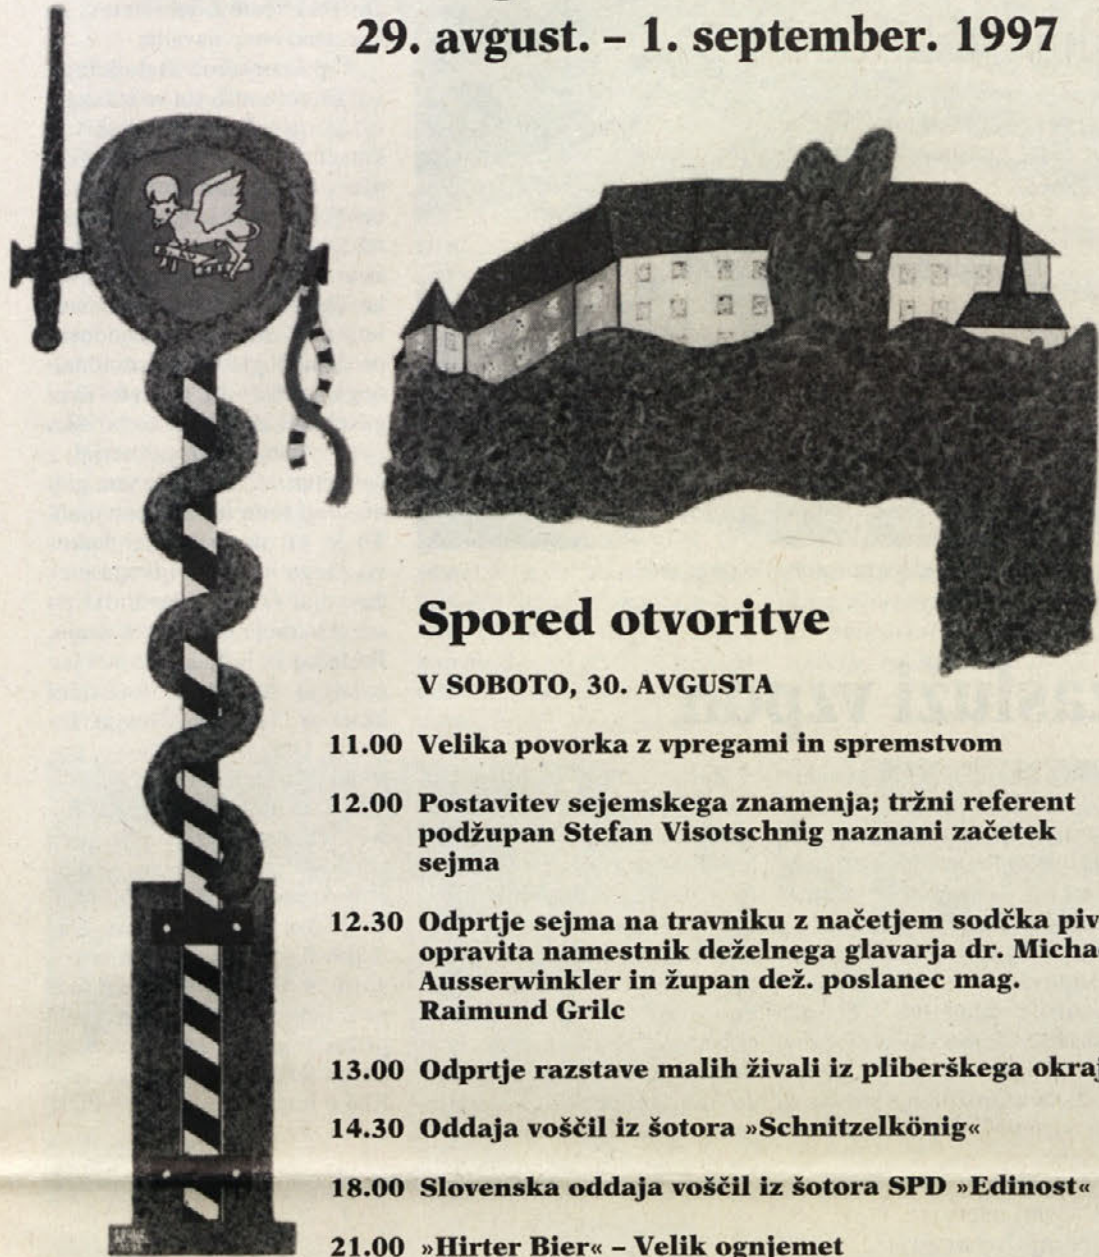 29. avgust. – 1. september. 1997
Spored otvoritve
V SOBOTO, 30. AVGUSTA
11.00 Velika povorka z vpregami in spremstvom
12.00 Postavitev sejemskega znamenja; tržni referent
podžupan Stefan Visotschnig naznani začetek
sejma
12.30 Odprtje sejma na travniku z načetjem sodčka piv
opravita namestnik deželnega glavarja dr. Micha
Ausserwinkler in župan dež. poslanec mag.
Raimund Grilc
13.00 Odprtje razstave malih živali iz pliberškega okraj
14.30 Oddaja voščil iz šotora »Schnitzelkönig«
18.00 Slovenska oddaja voščil iz šotora SPD »Edinost«
21.00 »Hirter Bier« – Velik ognjemet